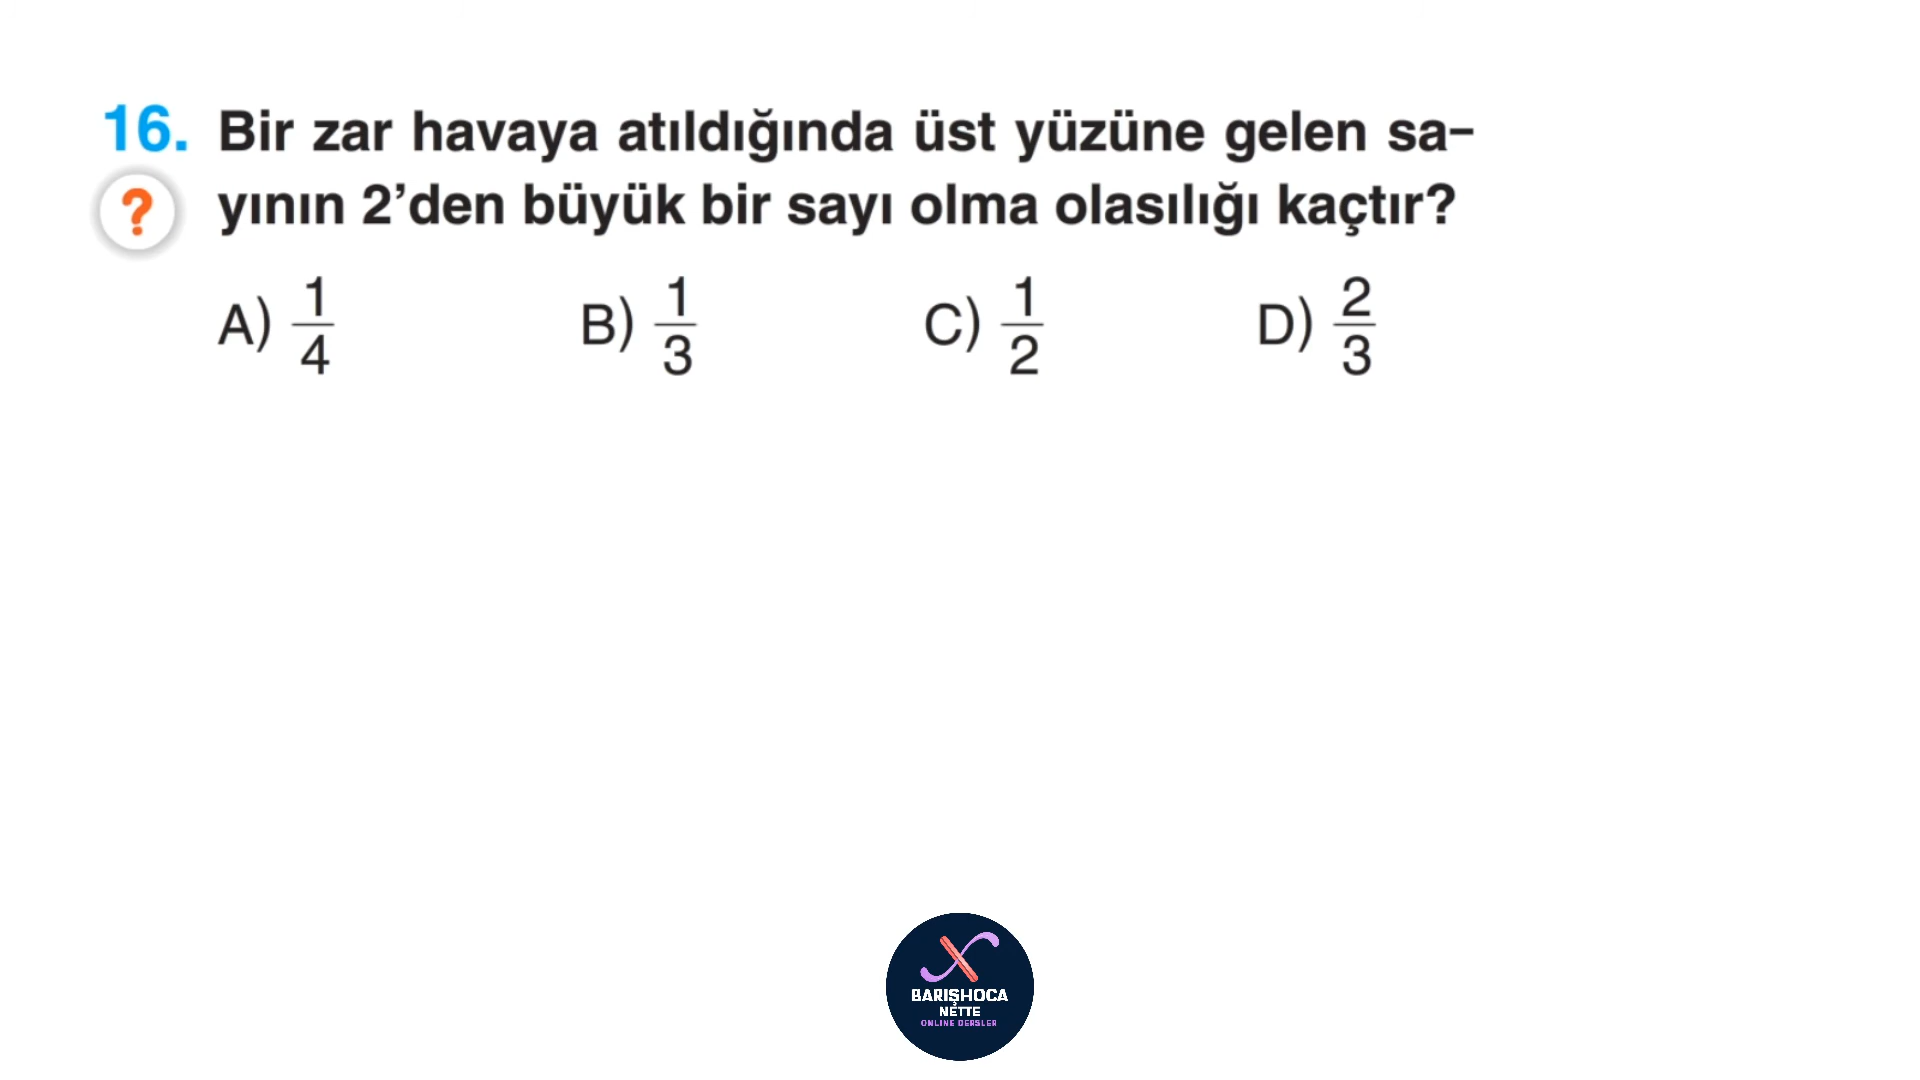 16. Bir zar havaya atıldığında üst yüzüne gelen sa-
? yının 2’den büyük bir sayı olma olasılığı kaçtır?
A) 1/4 B) 1/3 C) 1/2 D) 2/3
BARIŞHOCA
NETTE
ONLINE DERSLER